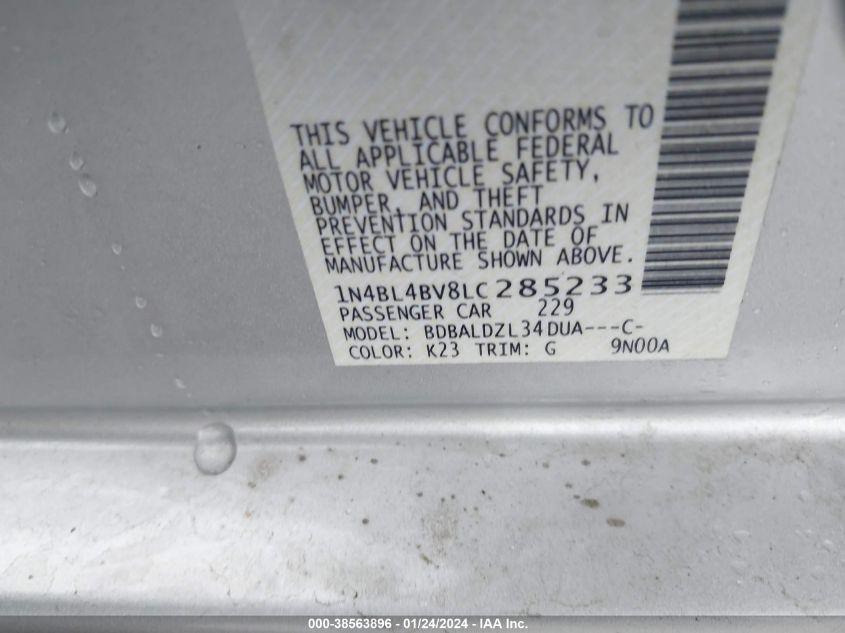 THIS VEHICLE CONFORMS TO
ALL APPLICABLE FEDERAL
MOTOR VEHICLE SAFETY,
BUMPER, AND THEFT
PREVENTION STANDARDS IN
EFFECT ON THE DATE OF
MANUFACTURE SHOWN ABOVE.
1N4BL4BV8LC285233
PASSENGER CAR 229
MODEL: BDBALDZL34DUA---C-
COLOR: K23 TRIM: G 9N00A
000-38563896 - 01/24/2024 - IAA Inc.